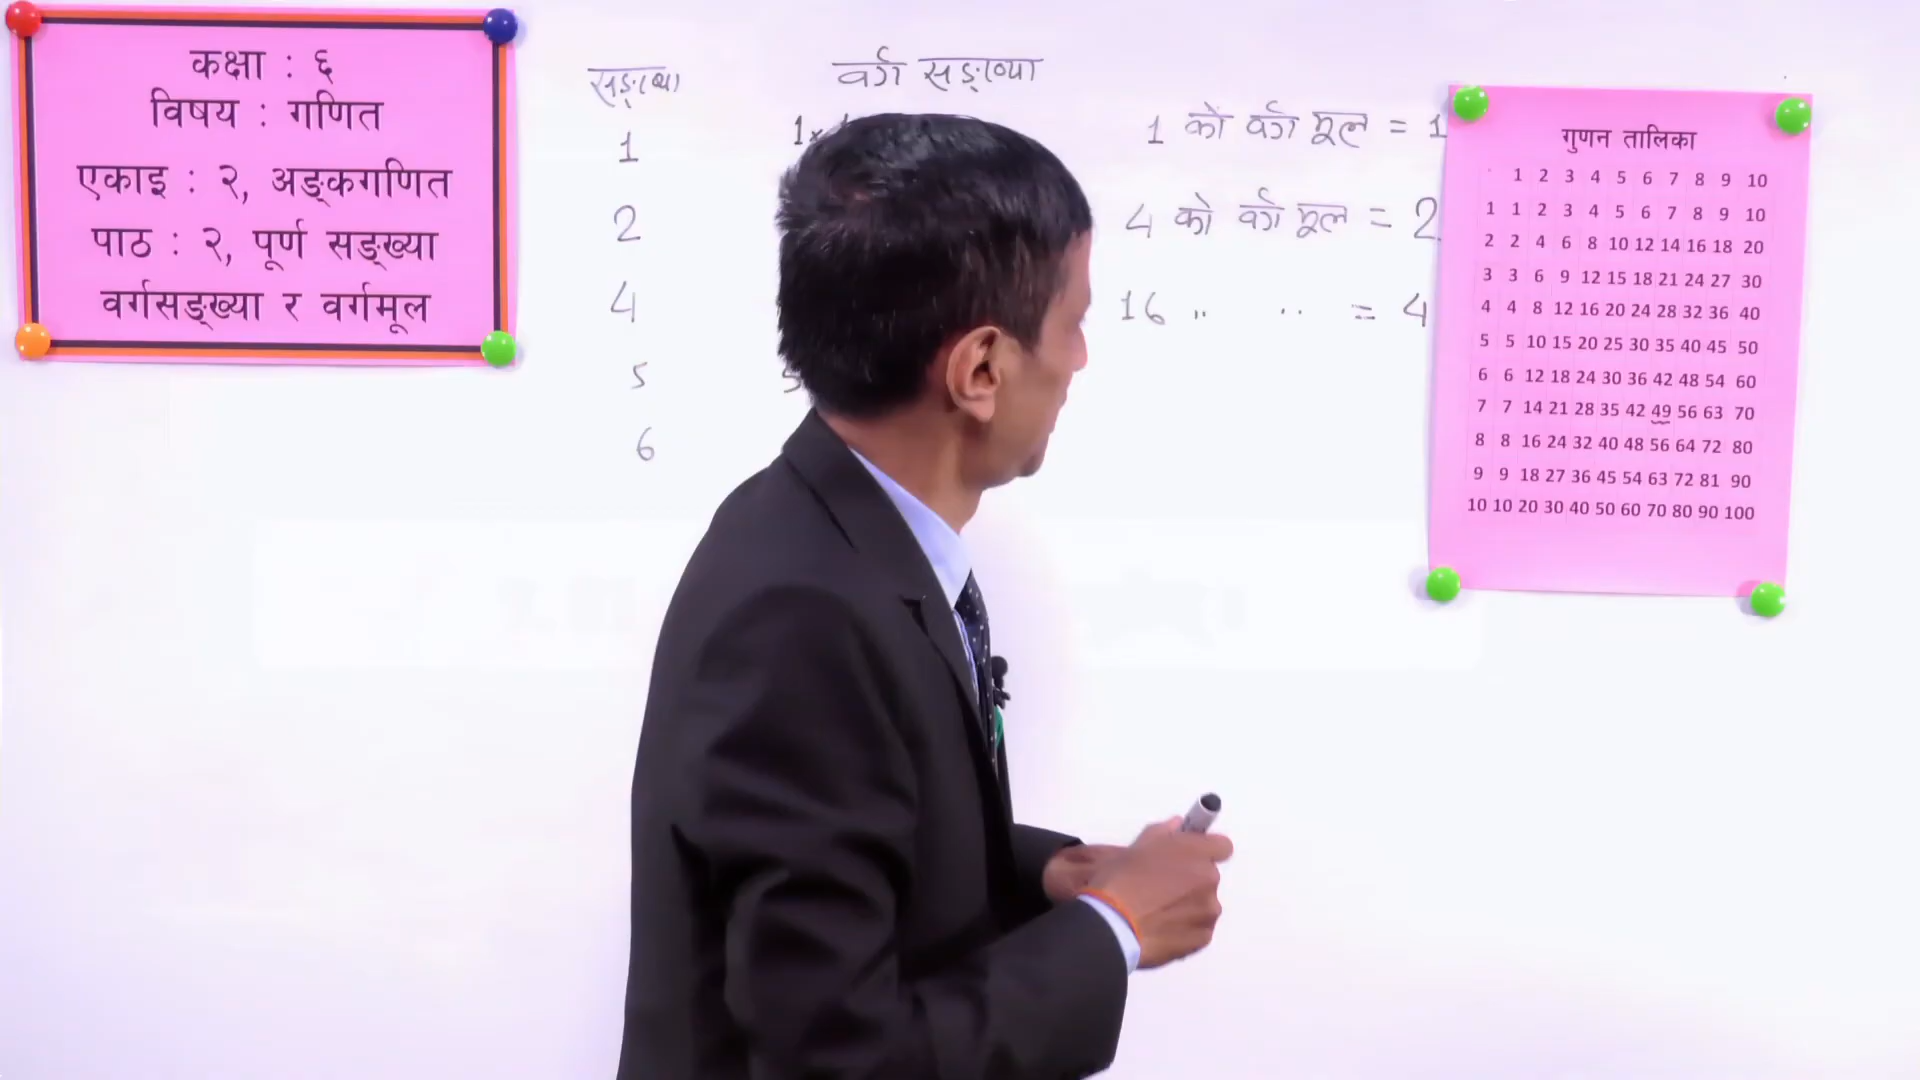 कक्षा : ६
विषय : गणित
एकाइ : २, अङ्कगणित
पाठ : २, पूर्ण सङ्ख्या
वर्गसङ्ख्या र वर्गमूल
सङ्ख्या
1
2
4
5
6
वर्ग सङ्ख्या
1×
5
1 को वर्ग मूल = 1
4 को वर्ग मूल = 2
16 ,, ,, = 4
गुणन तालिका
1 2 3 4 5 6 7 8 9 10
1 1 2 3 4 5 6 7 8 9 10
2 2 4 6 8 10 12 14 16 18 20
3 3 6 9 12 15 18 21 24 27 30
4 4 8 12 16 20 24 28 32 36 40
5 5 10 15 20 25 30 35 40 45 50
6 6 12 18 24 30 36 42 48 54 60
7 7 14 21 28 35 42 49 56 63 70
8 8 16 24 32 40 48 56 64 72 80
9 9 18 27 36 45 54 63 72 81 90
10 10 20 30 40 50 60 70 80 90 100